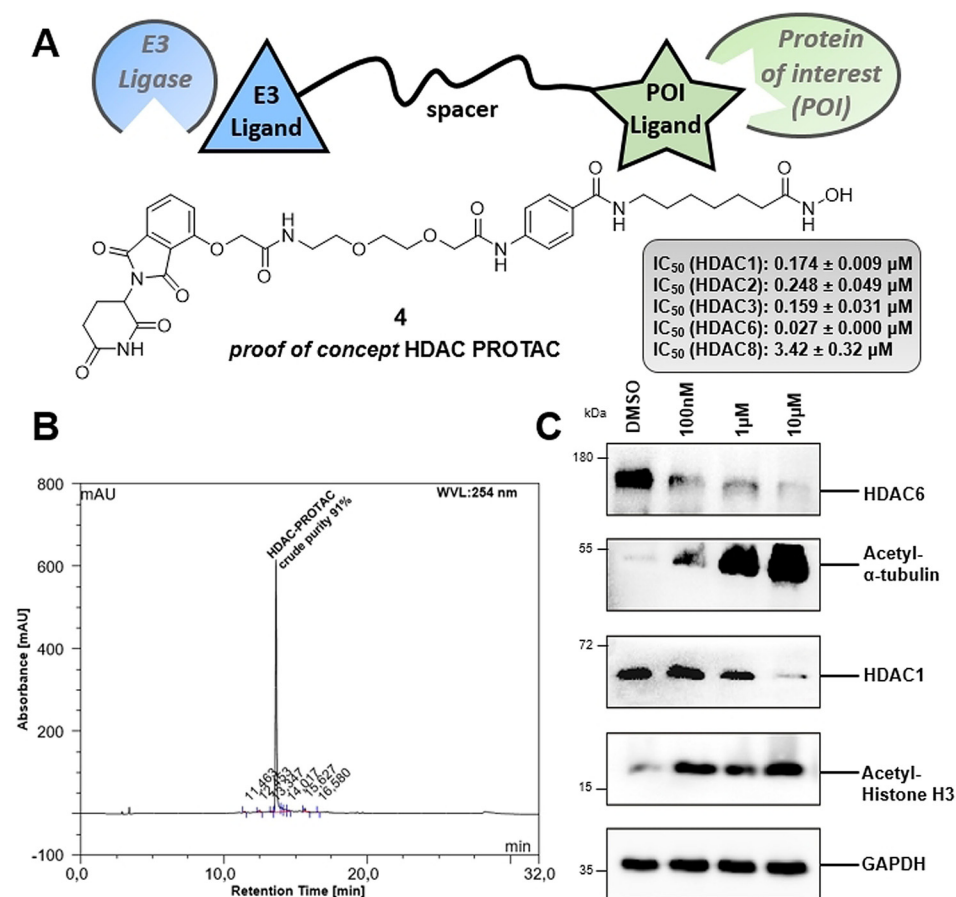 A
E3
Ligase
E3
Ligand
spacer
POI
Ligand
Protein
of interest
(POI)
O
N
O
O
O
NH
O
O
O
H
N
O
O
O
N
H
O
N
H
O
N
H
OH
4
proof of concept HDAC PROTAC
IC50 (HDAC1): 0.174 ± 0.009 µM
IC50 (HDAC2): 0.248 ± 0.049 µM
IC50 (HDAC3): 0.159 ± 0.031 µM
IC50 (HDAC6): 0.027 ± 0.000 µM
IC50 (HDAC8): 3.42 ± 0.32 µM
B
800
600
400
200
-100
mAU
WVL:254 nm
HDAC-PROTAC
crude purity 91%
11,463
13,347
14,017
15,627
16,580
min
0,0
10,0
20,0
32,0
Absorbance [mAU]
Retention Time [min]
C
kDa
DMSO
100nM
1µM
10µM
180
HDAC6
55
Acetyl-
α-tubulin
72
HDAC1
15
Acetyl-
Histone H3
35
GAPDH